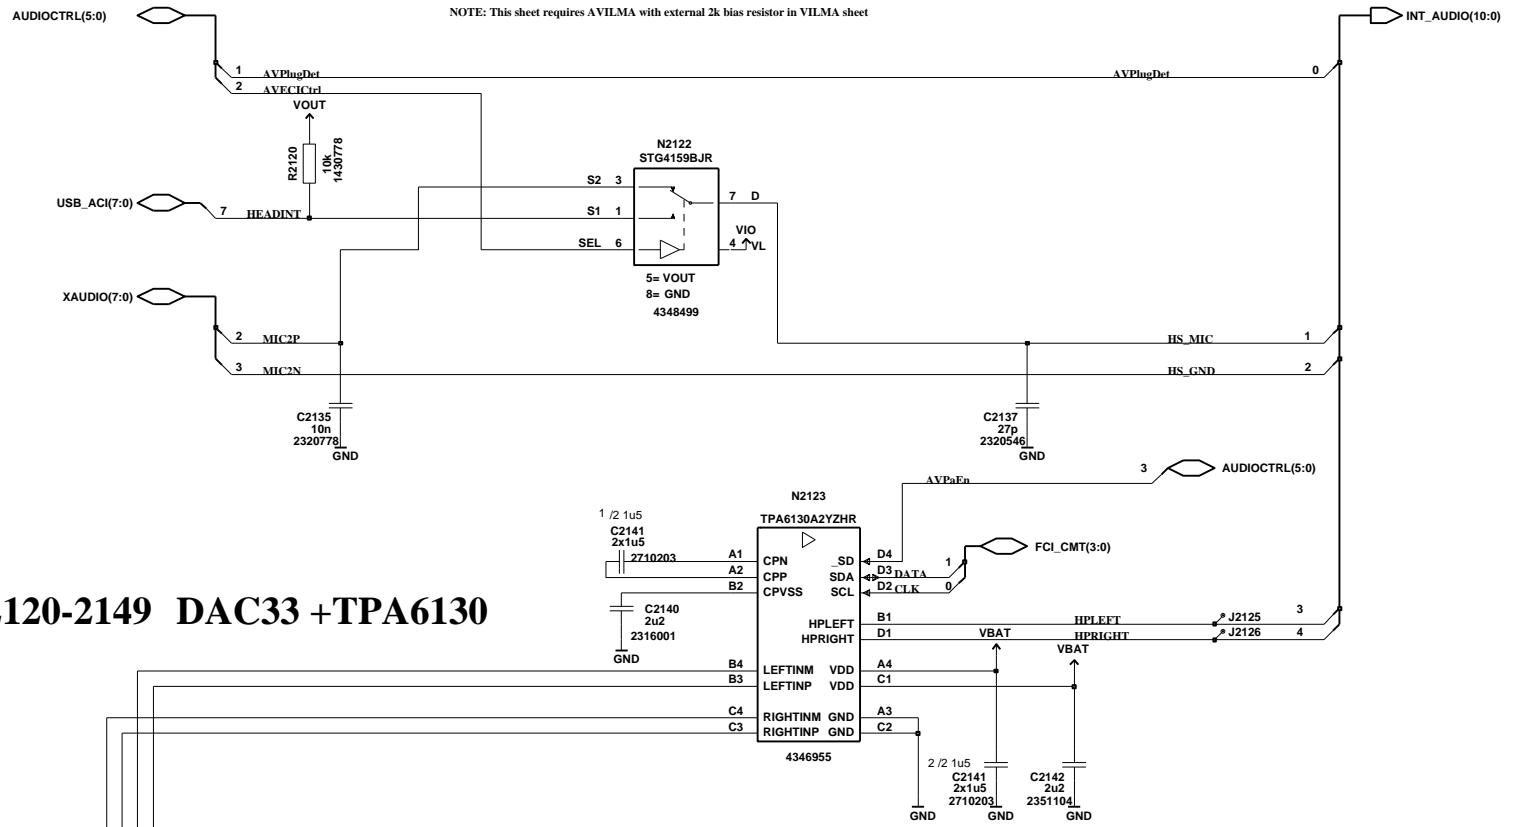 NOTE: This sheet requires AVILMA with external 2k bias resistor in VILMA sheet
AUDIOCTRL(5:0)
INT_AUDIO(10:0)
1 AVPlugDet
AVPlugDet 0
2 AVECICtrl
VOUT
R2120
10k
1430778
N2122
STG4159BJR
S2 3
7 D
USB_ACI(7:0)
7 HEADINT
S1 1
VIO
SEL 6
4 VL
5= VOUT
8= GND
4348499
XAUDIO(7:0)
2 MIC2P
HS_MIC 1
3 MIC2N
HS_GND 2
C2135
10n
2320778
GND
C2137
27p
2320546
GND
3 AUDIOCTRL(5:0)
AVPaEn
N2123
TPA6130A2YZHR
1 /2 1u5
C2141
2x1u5
2710203
FCI_CMT(3:0)
A1 CPN
_SD D4
1
A2 CPP
SDA D3 DATA
B2 CPVSS
SCL D2 CLK 0
2120-2149 DAC33 +TPA6130
C2140
2u2
2316001
GND
HPLEFT B1 HPLEFT J2125 3
HPRIGHT D1 HPRIGHT J2126 4
VBAT
VBAT
B4 LEFTINM VDD A4
B3 LEFTINP VDD C1
C4 RIGHTINM GND A3
C3 RIGHTINP GND C2
4346955
2 /2 1u5
C2141
2x1u5
2710203
C2142
2u2
2351104
GND
GND
GND